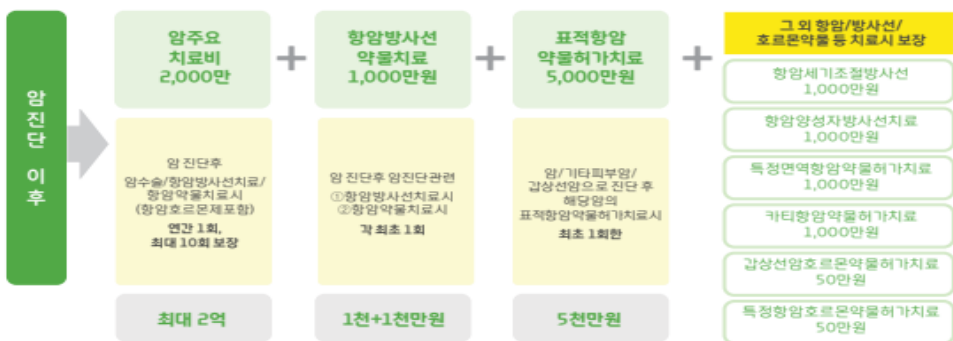 암진단 이후
암주요
치료비
2,000만
+
항암방사선
약물치료
1,000만원
+
표적항암
약물허가치료
5,000만원
+
그 외 항암/방사선/
호르몬약물 등 치료시 보장
암 진단후
암수술/항암방사선치료/
항암약물치료시
(항암호르몬제포함)
연간 1회,
최대 10회 보장
암 진단후 암진단관련
①항암방사선치료시
②항암약물치료시
각 최초 1회
암/기타피부암/
갑상선암으로 진단 후
해당암의
표적항암약물허가치료시
최초 1회한
항암세기조절방사선
1,000만원
항암양성자방사선치료
1,000만원
특정면역항암약물허가치료
1,000만원
카티항암약물허가치료
1,000만원
갑상선암호르몬약물허가치료
50만원
특정항암호르몬약물허가치료
50만원
최대 2억
1천+1천만원
5천만원